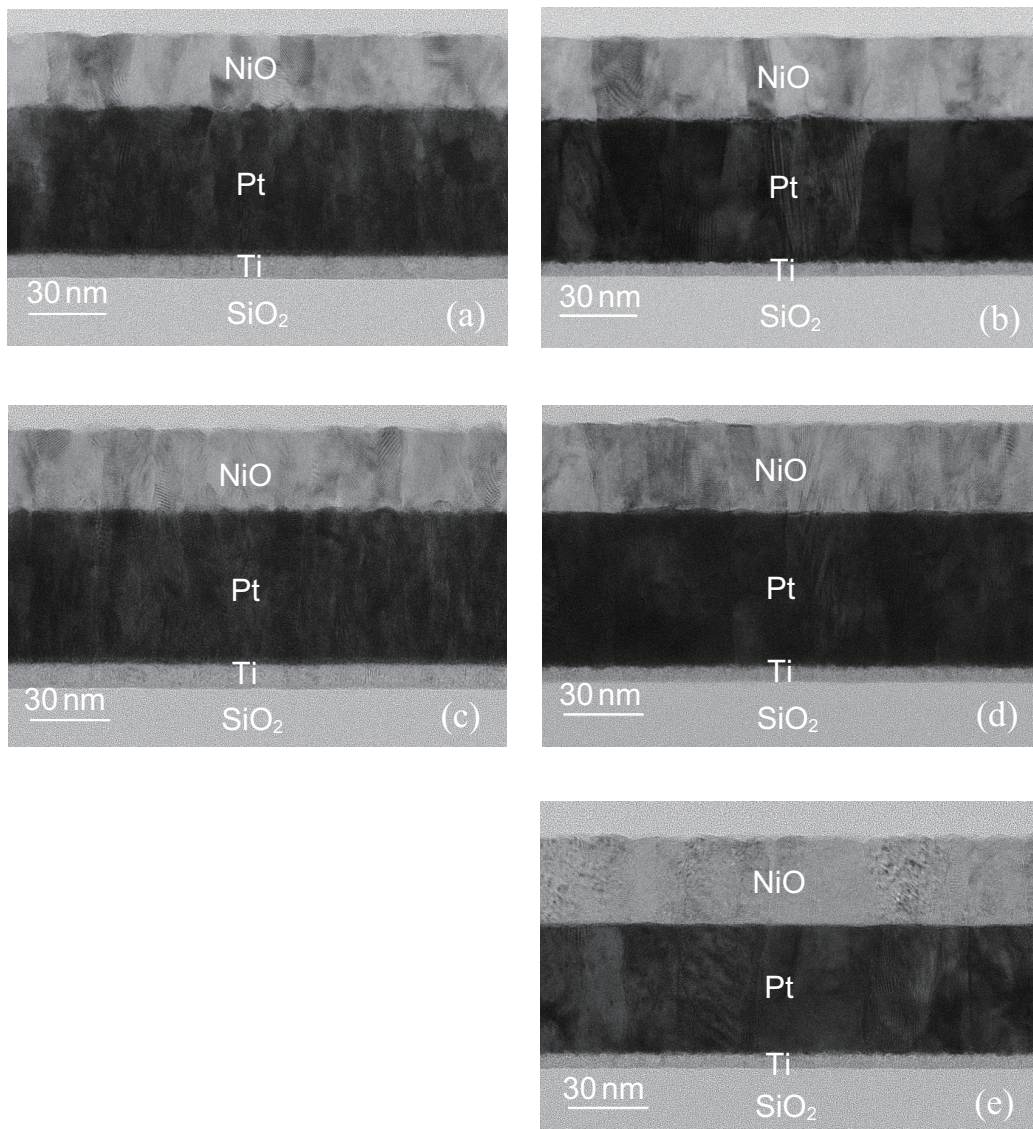 NiO
Pt
Ti
30 nm
SiO₂
(a)
NiO
Pt
Ti
30 nm
SiO₂
(b)
NiO
Pt
Ti
30 nm
SiO₂
(c)
NiO
Pt
Ti
30 nm
SiO₂
(d)
NiO
Pt
Ti
30 nm
SiO₂
(e)